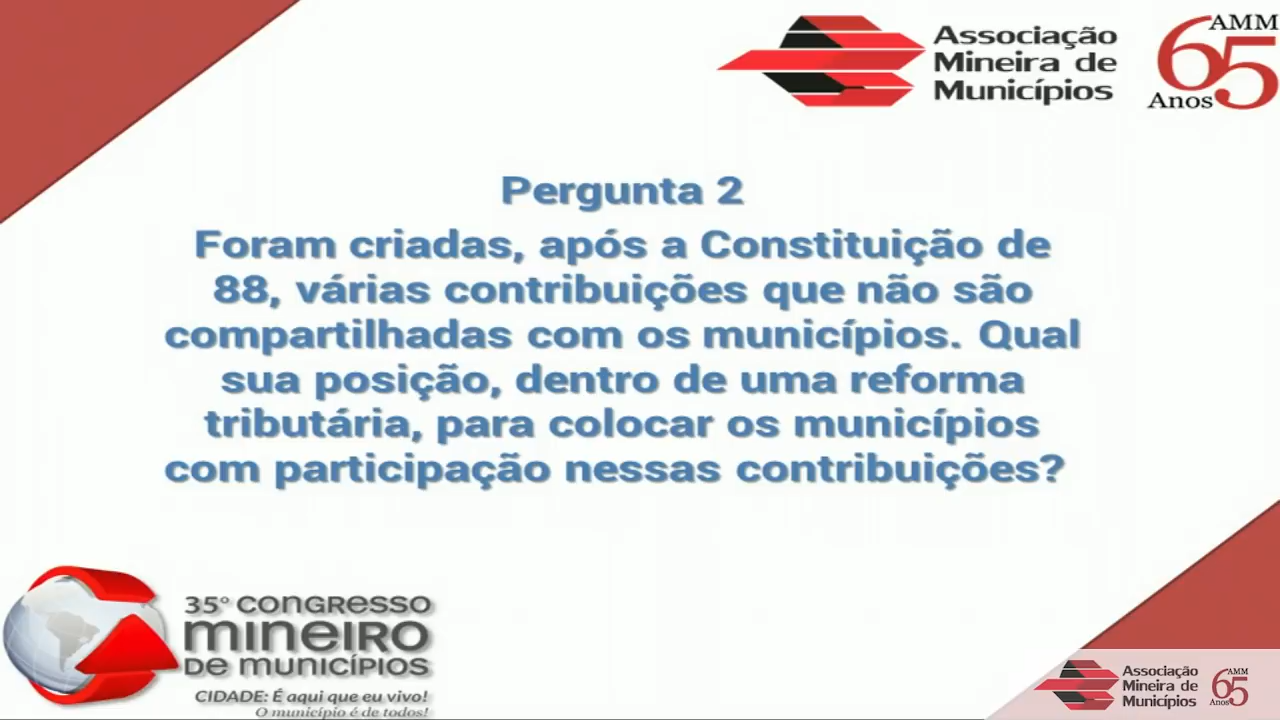 Associação
Mineira de
Municípios
AMM
65
Anos
Pergunta 2
Foram criadas, após a Constituição de
88, várias contribuições que não são
compartilhadas com os municípios. Qual
sua posição, dentro de uma reforma
tributária, para colocar os municípios
com participação nessas contribuições?
35º CONGRESSO
MINEIRO
DE MUNICÍPIOS
CIDADE: É aqui que eu vivo!
O município é de todos!
Associação
Mineira de
Municípios
AMM
65
Anos